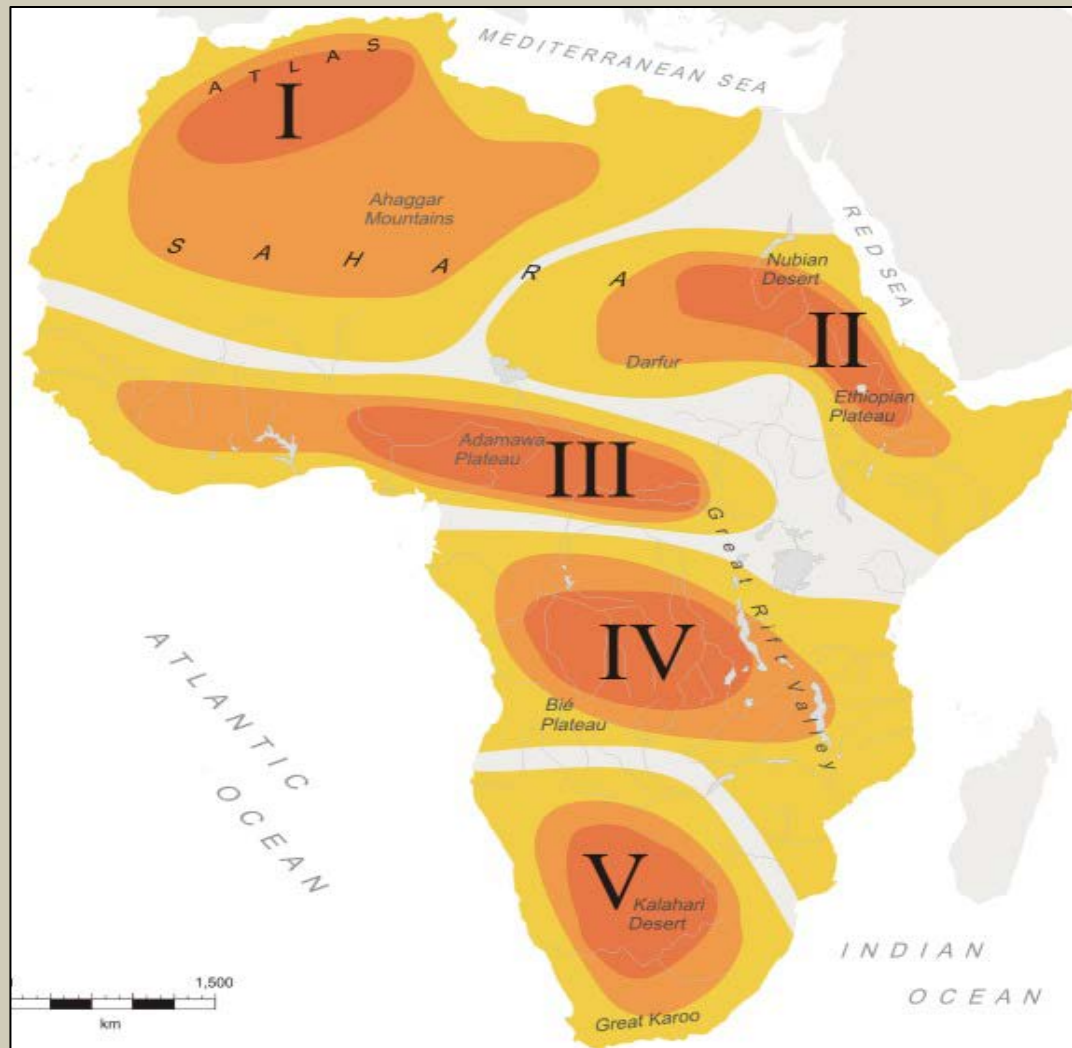 MEDITERRANEAN SEA
ATLAS
I
Ahaggar
Mountains
SAHARA
RED SEA
Nubian
Desert
II
Darfur
Ethiopian
Plateau
Adamawa
Plateau
III
Great Rift Valley
IV
Bié
Plateau
ATLANTIC
OCEAN
V
Kalahari
Desert
INDIAN
OCEAN
Great Karoo
1,500
km